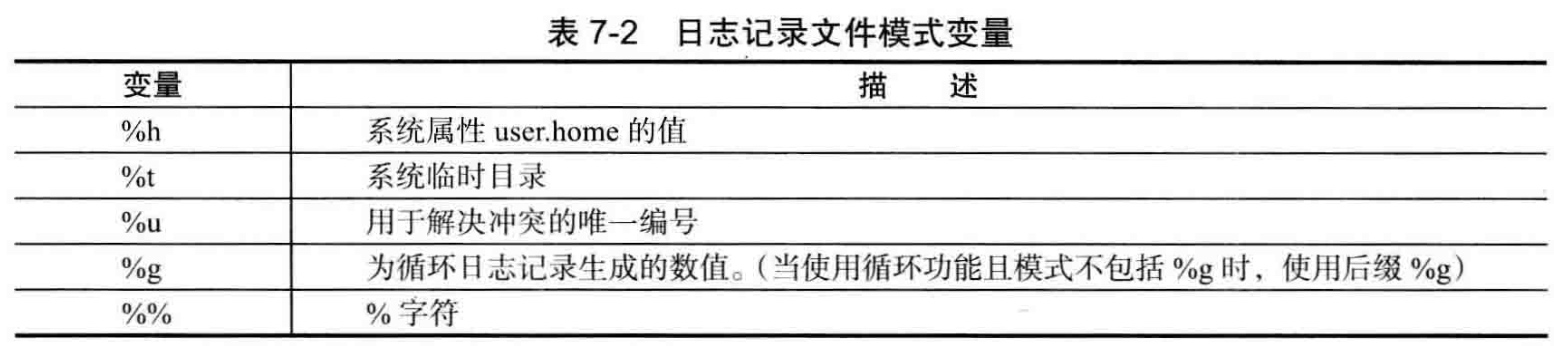 表 7-2 日志记录文件模式变量
变量 描 述
%h 系统属性 user.home 的值
%t 系统临时目录
%u 用于解决冲突的唯一编号
%g 为循环日志记录生成的数值。（当使用循环功能且模式不包括 %g 时，使用后缀 %g）
%% % 字符